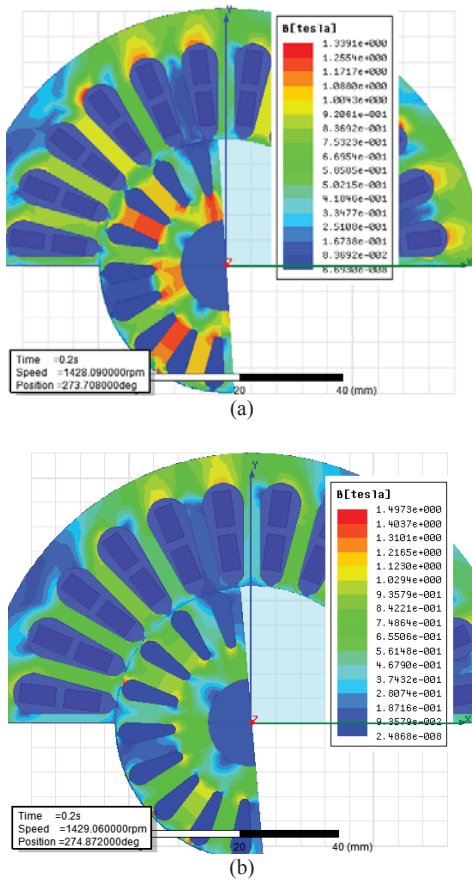 Y
B[tesla]
1.3391e+000
1.2554e+000
1.1717e+000
1.0880e+000
1.0043e+000
9.2061e-001
8.3692e-001
7.5323e-001
6.6954e-001
5.8585e-001
5.0215e-001
4.1846e-001
3.3477e-001
2.5108e-001
1.6738e-001
8.3692e-002
6.6930e-008
Z
X
Time =0.2s
Speed =1428.090000rpm
Position =273.708000deg
20
40 (mm)
(a)
Y
B[tesla]
1.4973e+000
1.4037e+000
1.3101e+000
1.2165e+000
1.1230e+000
1.0294e+000
9.3579e-001
8.4221e-001
7.4864e-001
6.5506e-001
5.6148e-001
4.6790e-001
3.7432e-001
2.8074e-001
1.8716e-001
9.3579e-002
2.4868e-008
Z
X
Time =0.2s
Speed =1429.060000rpm
Position =274.872000deg
20
40 (mm)
(b)